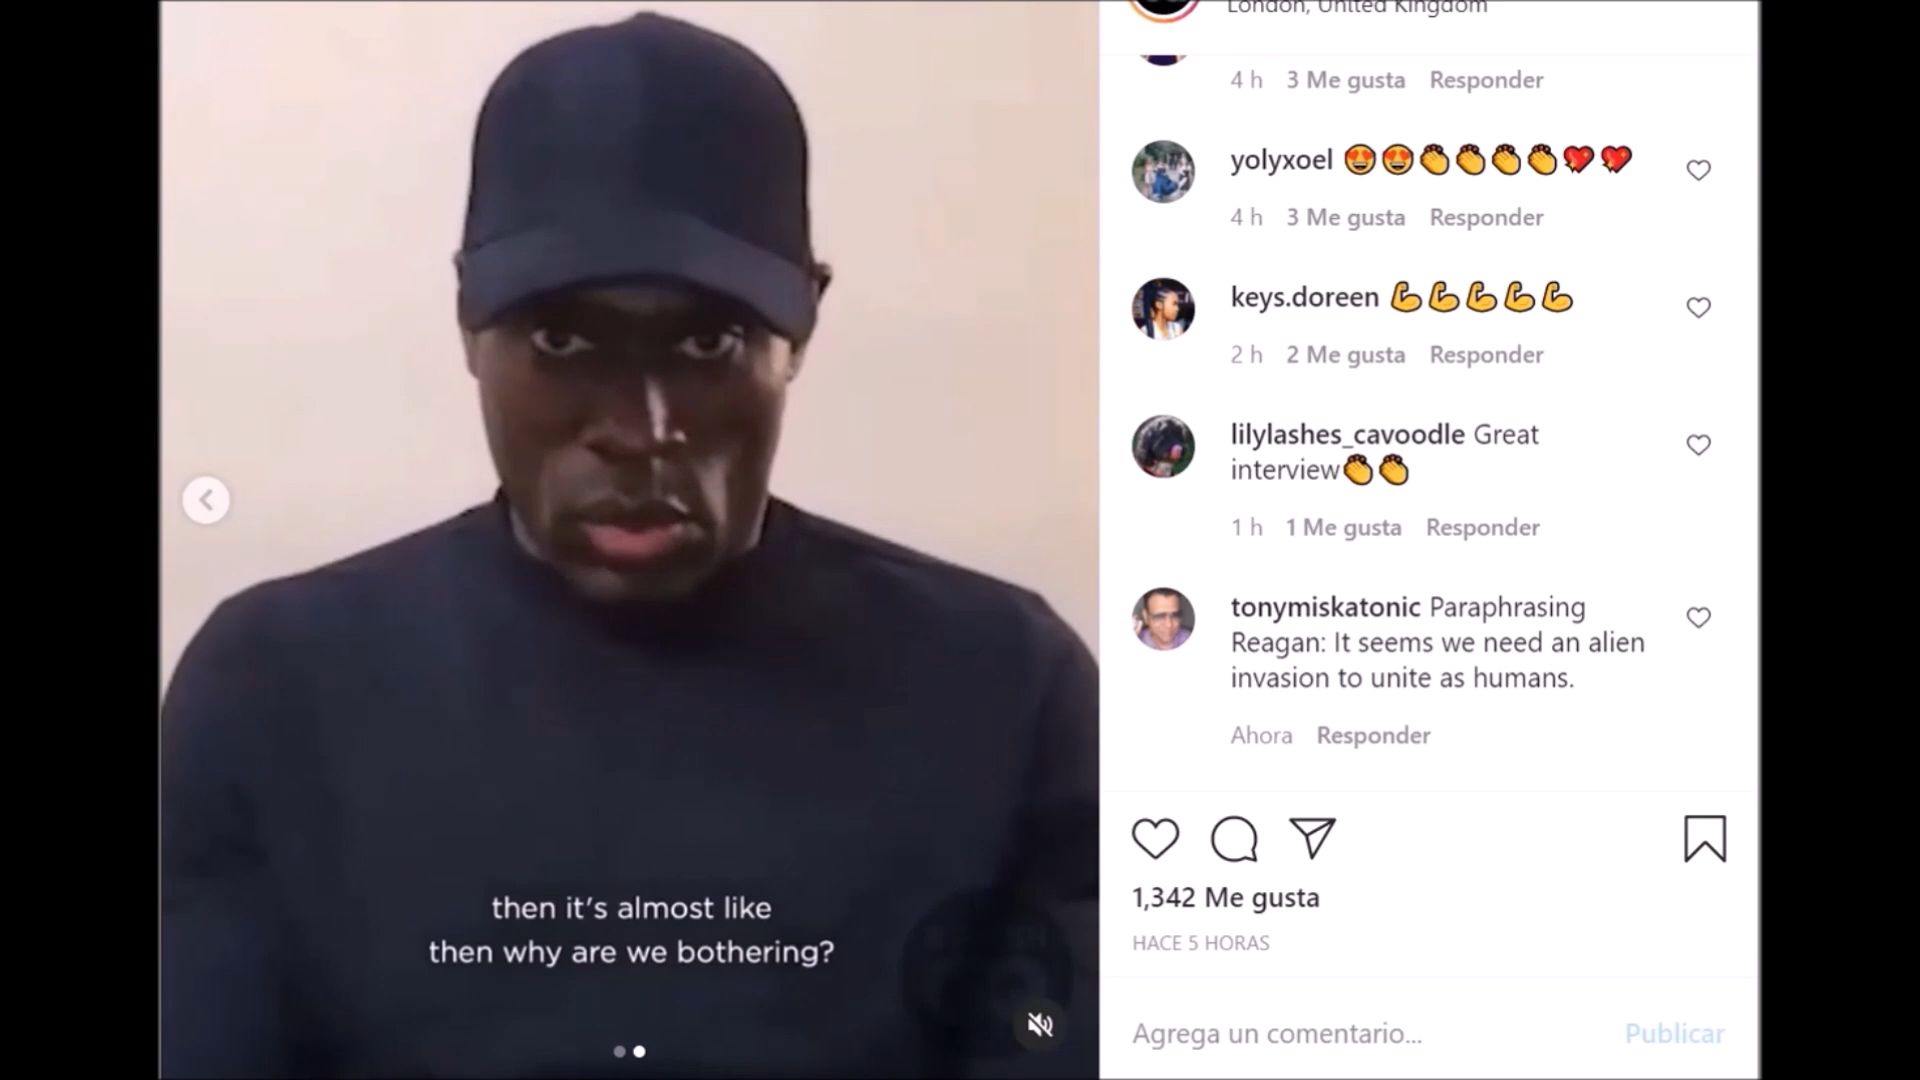 London, United Kingdom
4 h 3 Me gusta Responder
yolyxoel 😍😍👏👏👏👏💖💖
4 h 3 Me gusta Responder
keys.doreen 💪💪💪💪💪
2 h 2 Me gusta Responder
lilylashes_cavoodle Great
interview👏👏
1 h 1 Me gusta Responder
tonymiskatonic Paraphrasing
Reagan: It seems we need an alien
invasion to unite as humans.
Ahora Responder
1,342 Me gusta
HACE 5 HORAS
Agrega un comentario... Publicar
then it's almost like
then why are we bothering?